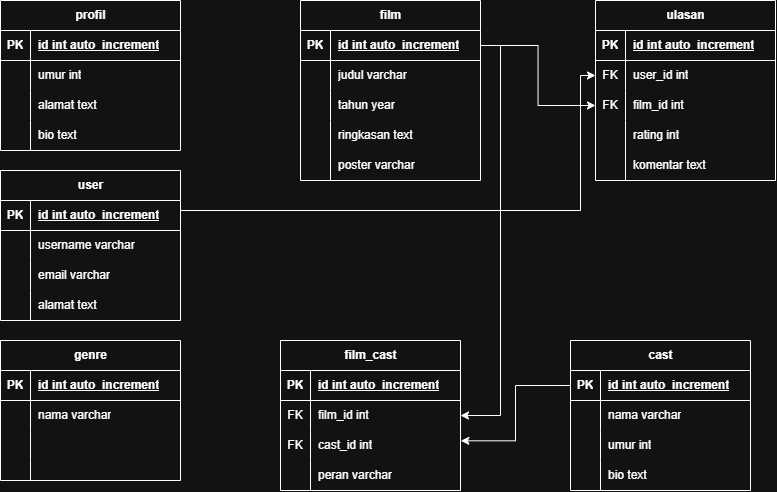 profil
PK id int auto_increment
umur int
alamat text
bio text
film
PK id int auto_increment
judul varchar
tahun year
ringkasan text
poster varchar
ulasan
PK id int auto_increment
FK user_id int
FK film_id int
rating int
komentar text
user
PK id int auto_increment
username varchar
email varchar
alamat text
genre
PK id int auto_increment
nama varchar
film_cast
PK id int auto_increment
FK film_id int
FK cast_id int
peran varchar
cast
PK id int auto_increment
nama varchar
umur int
bio text